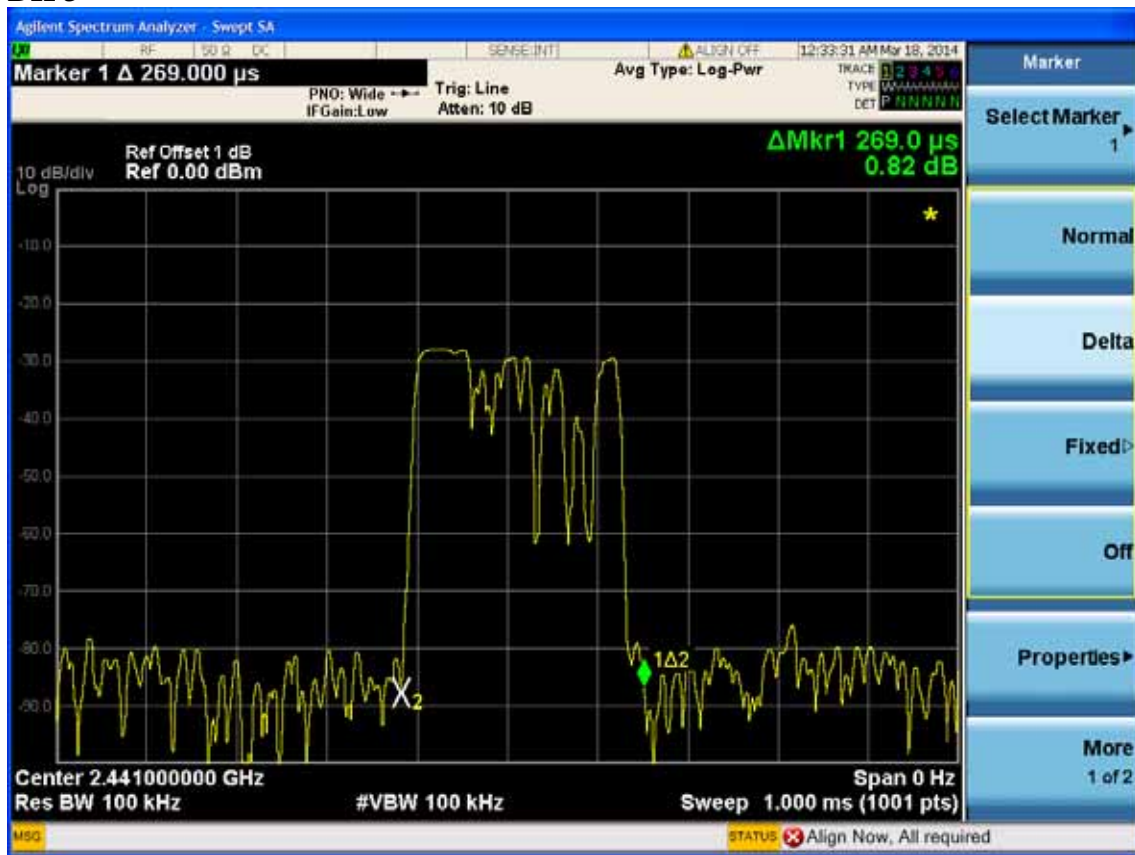 Agilent Spectrum Analyzer - Swept SA
RF 50 Ω DC SENSE:INT ALIGN OFF 12:33:31 AM Mar 18, 2014
Marker 1 Δ 269.000 µs
PNO: Wide
IFGain:Low
Trig: Line
Atten: 10 dB
Avg Type: Log-Pwr
TRACE 1 2 3 4 5 6
TYPE
DET P N N N N N
ΔMkr1 269.0 µs
0.82 dB
Ref Offset 1 dB
10 dB/div Ref 0.00 dBm
Log
-10.0
-20.0
-30.0
-40.0
-50.0
-60.0
-70.0
-80.0
-90.0
1Δ2
X2
Center 2.441000000 GHz
Span 0 Hz
Res BW 100 kHz
#VBW 100 kHz
Sweep 1.000 ms (1001 pts)
MSG
STATUS Align Now, All required
Marker
Select Marker
1
Normal
Delta
Fixed
Off
Properties
More
1 of 2